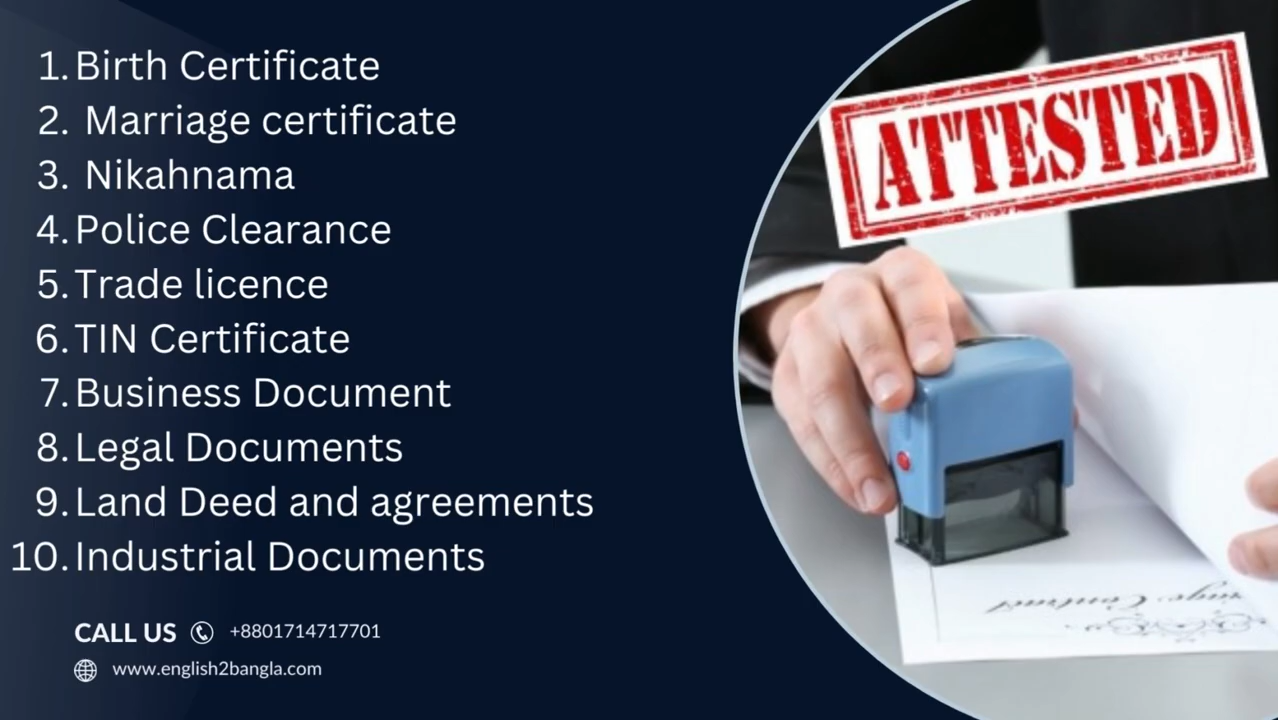 1. Birth Certificate
2. Marriage certificate
3. Nikahnama
4. Police Clearance
5. Trade licence
6. TIN Certificate
7. Business Document
8. Legal Documents
9. Land Deed and agreements
10. Industrial Documents
CALL US +8801714717701
www.english2bangla.com
ATTESTED
Contract